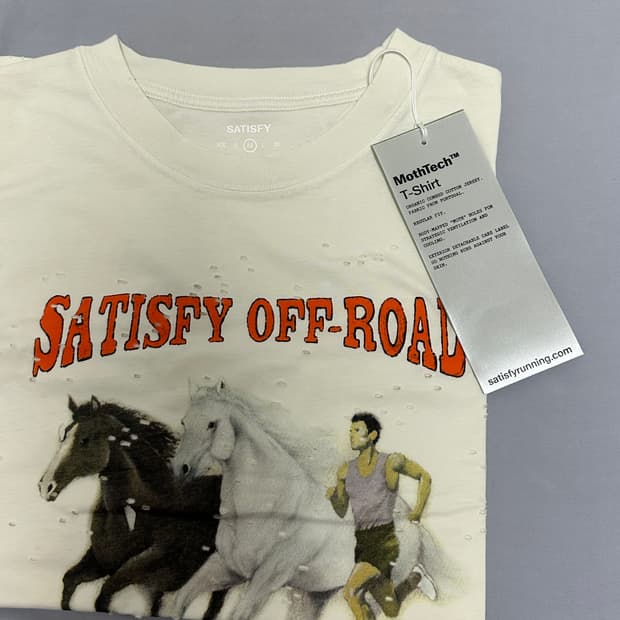 SATISFY
M
MothTech™
T-Shirt
ORGANIC COMBED COTTON JERSEY.
FABRIC FROM PORTUGAL.
REGULAR FIT.
BODY-MAPPED "MOTH" HOLES FOR
STRATEGIC VENTILATION AND
COOLING.
EXTERIOR DETACHABLE CARE LABEL
SO NOTHING RUBS AGAINST YOUR
SKIN.
satisfyrunning.com
SATISFY OFF-ROAD